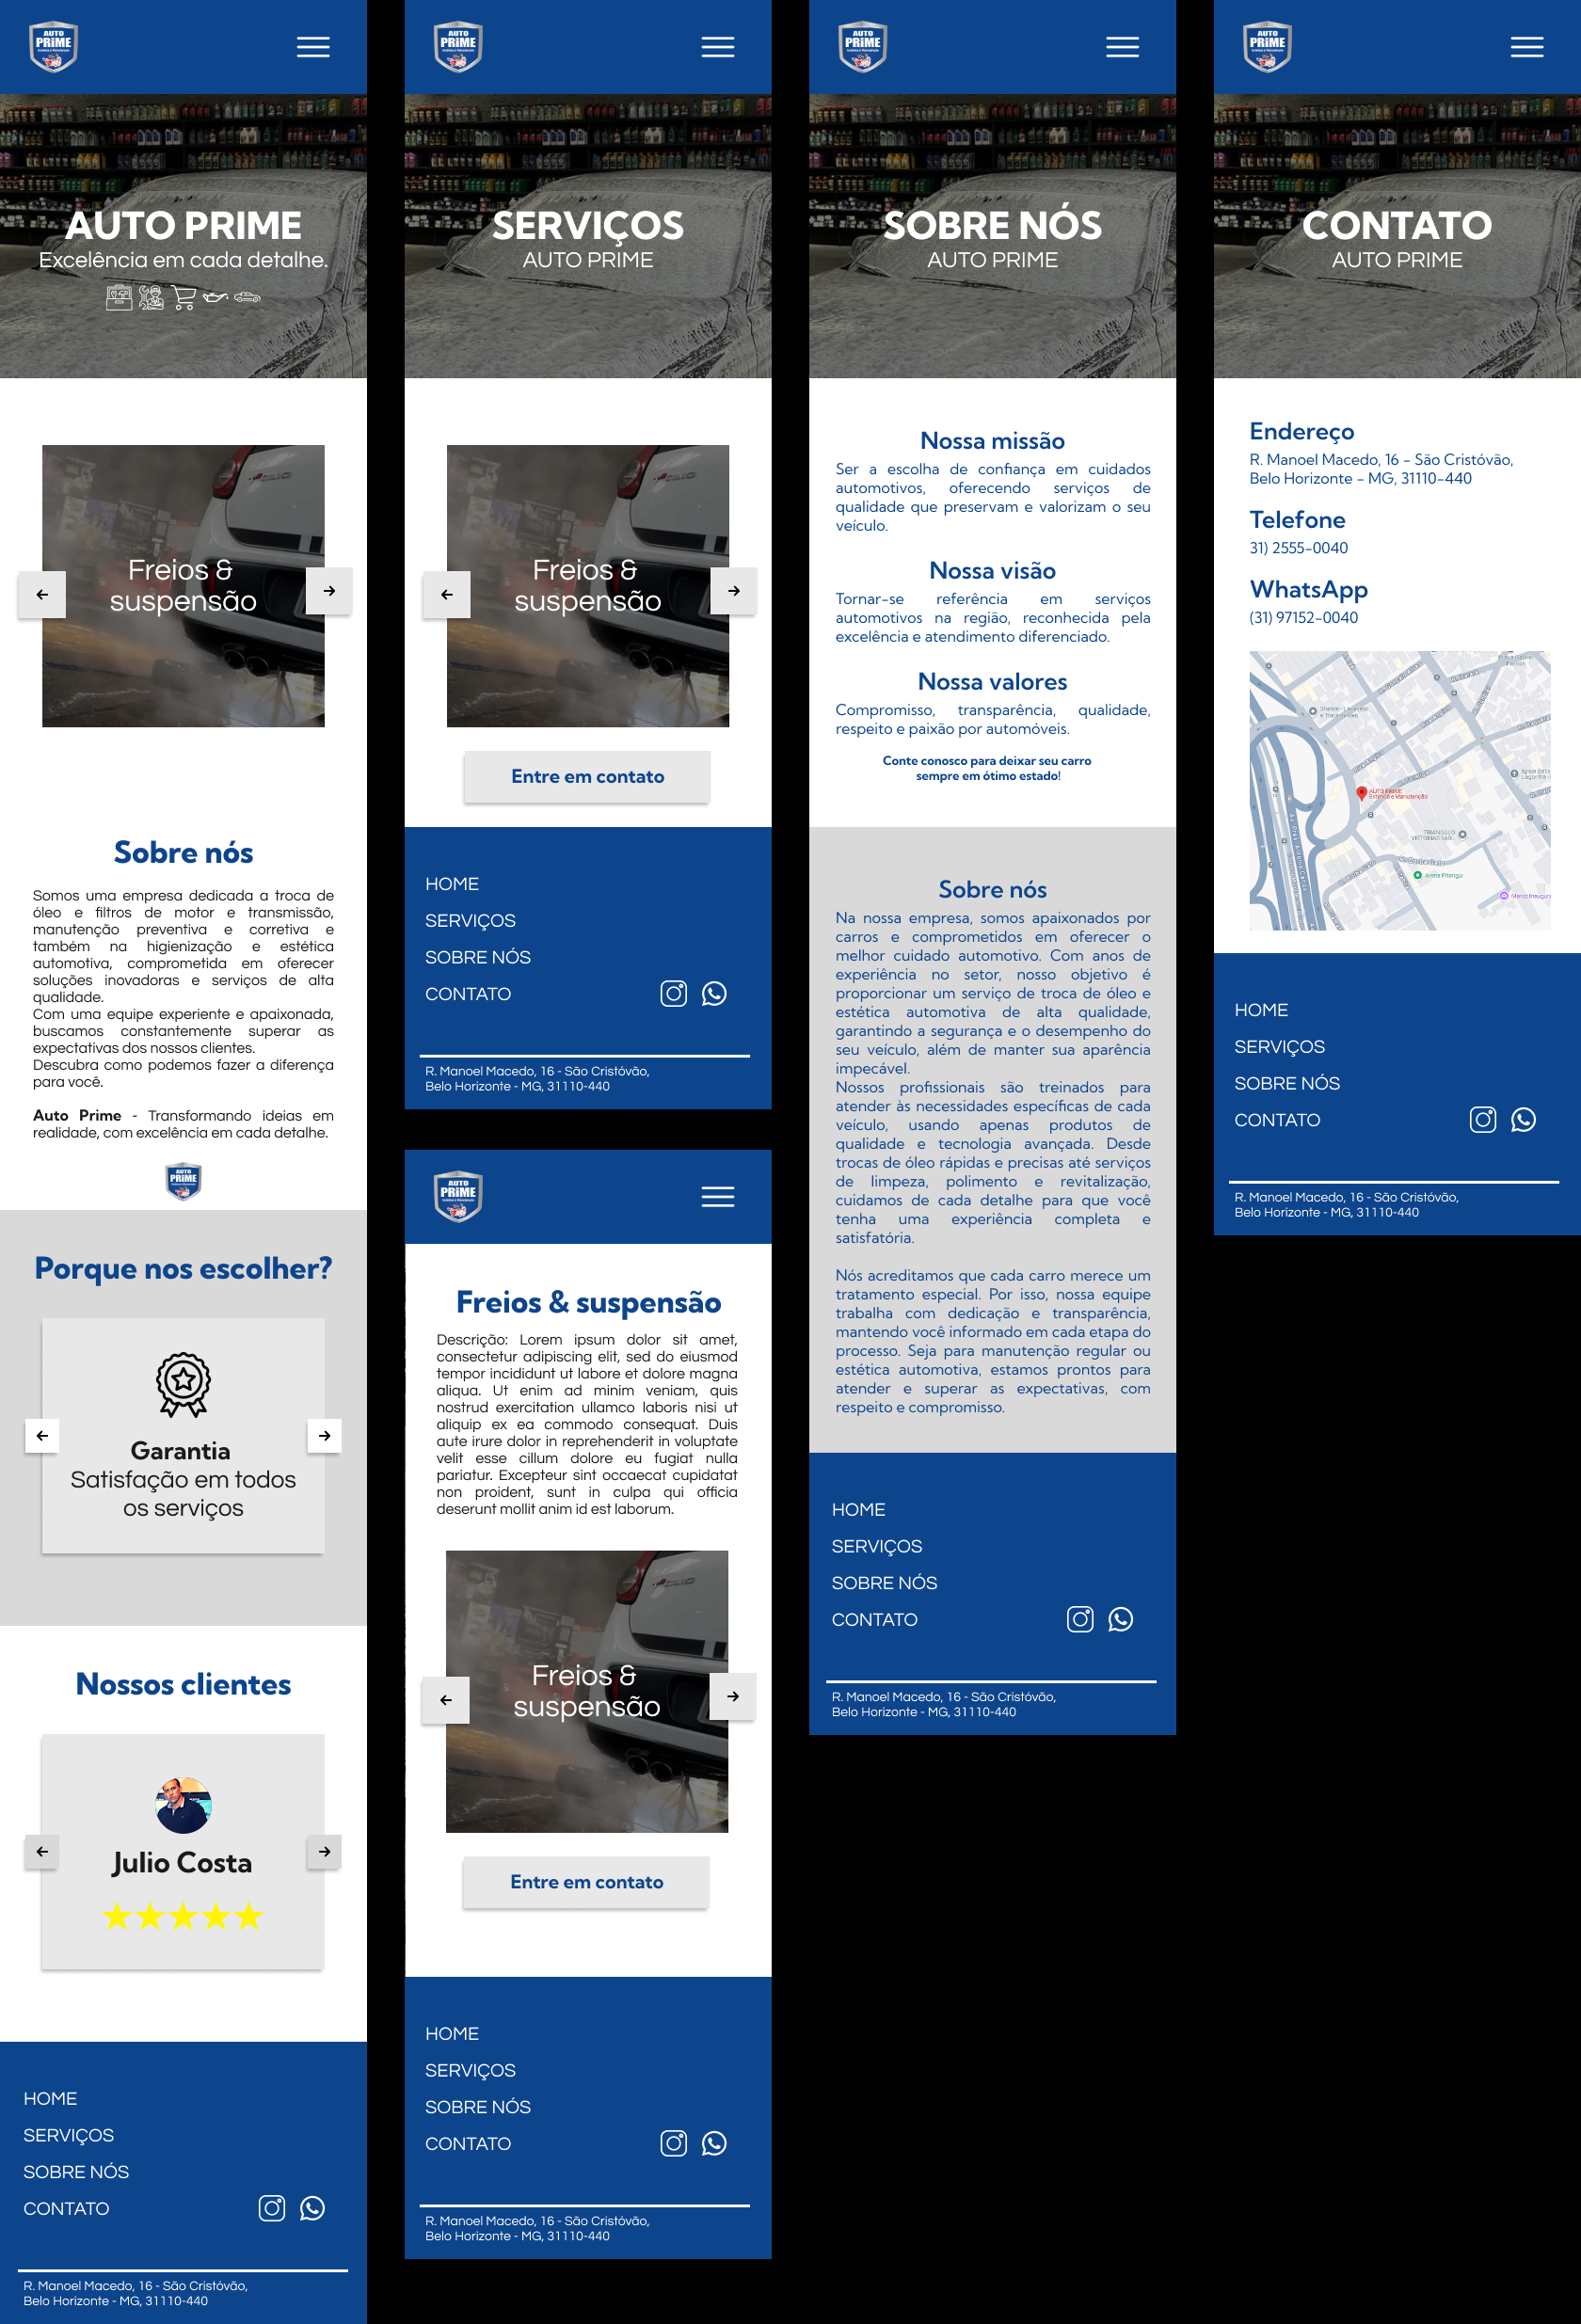 AUTO
PRIME
AUTO PRIME
Excelência em cada detalhe.
Freios &
suspensão
Sobre nós
Somos uma empresa dedicada a troca de
óleo e filtros de motor e transmissão,
manutenção preventiva e corretiva e
também na higienização e estética
automotiva, comprometida em oferecer
soluções inovadoras e serviços de alta
qualidade.
Com uma equipe experiente e apaixonada,
buscamos constantemente superar as
expectativas dos nossos clientes.
Descubra como podemos fazer a diferença
para você.
Auto Prime - Transformando ideias em
realidade, com excelência em cada detalhe.
AUTO
PRIME
Porque nos escolher?
Garantia
Satisfação em todos
os serviços
Nossos clientes
Julio Costa
HOME
SERVIÇOS
SOBRE NÓS
CONTATO
R. Manoel Macedo, 16 - São Cristóvão,
Belo Horizonte - MG, 31110-440
AUTO
PRIME
SERVIÇOS
AUTO PRIME
Freios &
suspensão
Entre em contato
HOME
SERVIÇOS
SOBRE NÓS
CONTATO
R. Manoel Macedo, 16 - São Cristóvão,
Belo Horizonte - MG, 31110-440
AUTO
PRIME
Freios & suspensão
Descrição: Lorem ipsum dolor sit amet,
consectetur adipiscing elit, sed do eiusmod
tempor incididunt ut labore et dolore magna
aliqua. Ut enim ad minim veniam, quis
nostrud exercitation ullamco laboris nisi ut
aliquip ex ea commodo consequat. Duis
aute irure dolor in reprehenderit in voluptate
velit esse cillum dolore eu fugiat nulla
pariatur. Excepteur sint occaecat cupidatat
non proident, sunt in culpa qui officia
deserunt mollit anim id est laborum.
Freios &
suspensão
Entre em contato
HOME
SERVIÇOS
SOBRE NÓS
CONTATO
R. Manoel Macedo, 16 - São Cristóvão,
Belo Horizonte - MG, 31110-440
AUTO
PRIME
SOBRE NÓS
AUTO PRIME
Nossa missão
Ser a escolha de confiança em cuidados
automotivos, oferecendo serviços de
qualidade que preservam e valorizam o seu
veículo.
Nossa visão
Tornar-se referência em serviços
automotivos na região, reconhecida pela
excelência e atendimento diferenciado.
Nossa valores
Compromisso, transparência, qualidade,
respeito e paixão por automóveis.
Conte conosco para deixar seu carro
sempre em ótimo estado!
Sobre nós
Na nossa empresa, somos apaixonados por
carros e comprometidos em oferecer o
melhor cuidado automotivo. Com anos de
experiência no setor, nosso objetivo é
proporcionar um serviço de troca de óleo e
estética automotiva de alta qualidade,
garantindo a segurança e o desempenho do
seu veículo, além de manter sua aparência
impecável.
Nossos profissionais são treinados para
atender às necessidades específicas de cada
veículo, usando apenas produtos de
qualidade e tecnologia avançada. Desde
trocas de óleo rápidas e precisas até serviços
de limpeza, polimento e revitalização,
cuidamos de cada detalhe para que você
tenha uma experiência completa e
satisfatória.
Nós acreditamos que cada carro merece um
tratamento especial. Por isso, nossa equipe
trabalha com dedicação e transparência,
mantendo você informado em cada etapa do
processo. Seja para manutenção regular ou
estética automotiva, estamos prontos para
atender e superar as expectativas, com
respeito e compromisso.
HOME
SERVIÇOS
SOBRE NÓS
CONTATO
R. Manoel Macedo, 16 - São Cristóvão,
Belo Horizonte - MG, 31110-440
AUTO
PRIME
CONTATO
AUTO PRIME
Endereço
R. Manoel Macedo, 16 - São Cristóvão,
Belo Horizonte - MG, 31110-440
Telefone
31) 2555-0040
WhatsApp
(31) 97152-0040
AUTO PRIME
Estética e Manutenção
Arena Pitangui
HOME
SERVIÇOS
SOBRE NÓS
CONTATO
R. Manoel Macedo, 16 - São Cristóvão,
Belo Horizonte - MG, 31110-440